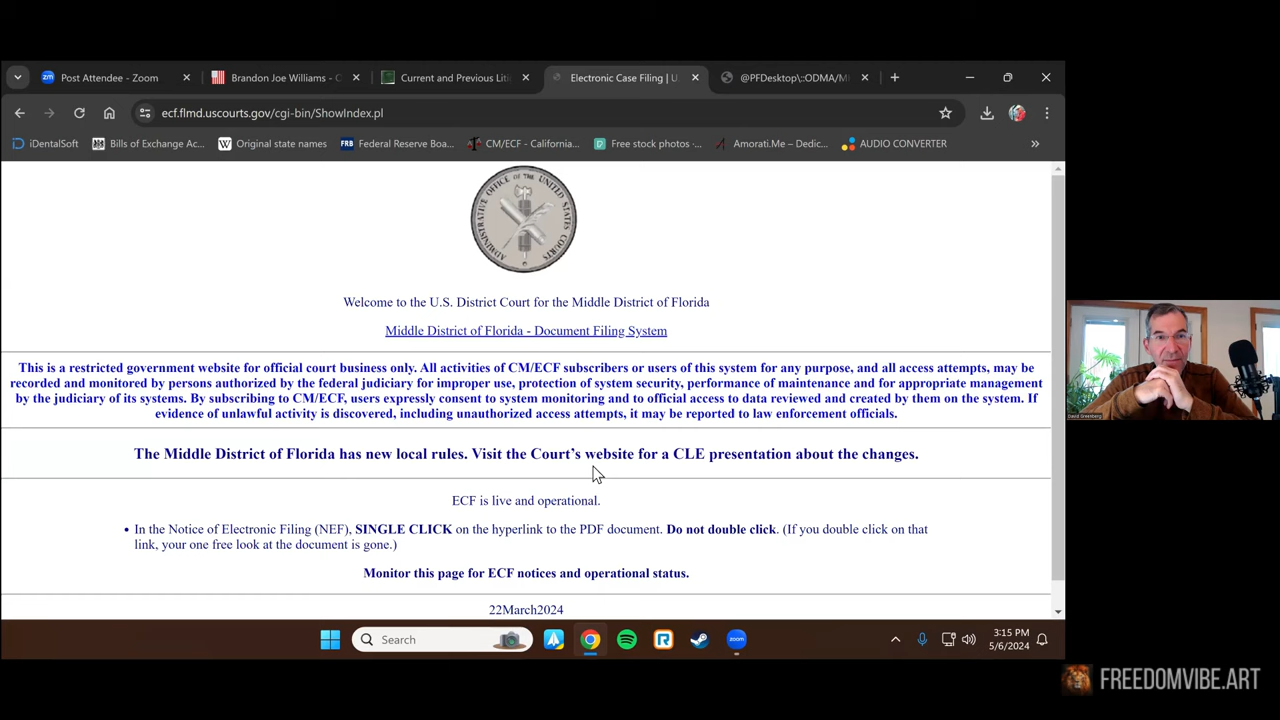 Post Attendee - Zoom
Brandon Joe Williams - C
Current and Previous Liti
Electronic Case Filing | U.
@PFDesktop\::ODMA/M
ecf.flmd.uscourts.gov/cgi-bin/ShowIndex.pl
iDentalSoft
Bills of Exchange Ac...
Original state names
FRB Federal Reserve Boa...
CM/ECF - California...
Free stock photos ·...
Amorati.Me – Dedic...
AUDIO CONVERTER
ADMINISTRATIVE OFFICE OF THE UNITED STATES COURTS
Welcome to the U.S. District Court for the Middle District of Florida
Middle District of Florida - Document Filing System
This is a restricted government website for official court business only. All activities of CM/ECF subscribers or users of this system for any purpose, and all access attempts, may be
recorded and monitored by persons authorized by the federal judiciary for improper use, protection of system security, performance of maintenance and for appropriate management
by the judiciary of its systems. By subscribing to CM/ECF, users expressly consent to system monitoring and to official access to data reviewed and created by them on the system. If
evidence of unlawful activity is discovered, including unauthorized access attempts, it may be reported to law enforcement officials.
The Middle District of Florida has new local rules. Visit the Court's website for a CLE presentation about the changes.
ECF is live and operational.
• In the Notice of Electronic Filing (NEF), SINGLE CLICK on the hyperlink to the PDF document. Do not double click. (If you double click on that
link, your one free look at the document is gone.)
Monitor this page for ECF notices and operational status.
22March2024
David Greenberg
Search
3:15 PM
5/6/2024
FREEDOMVIBE.ART